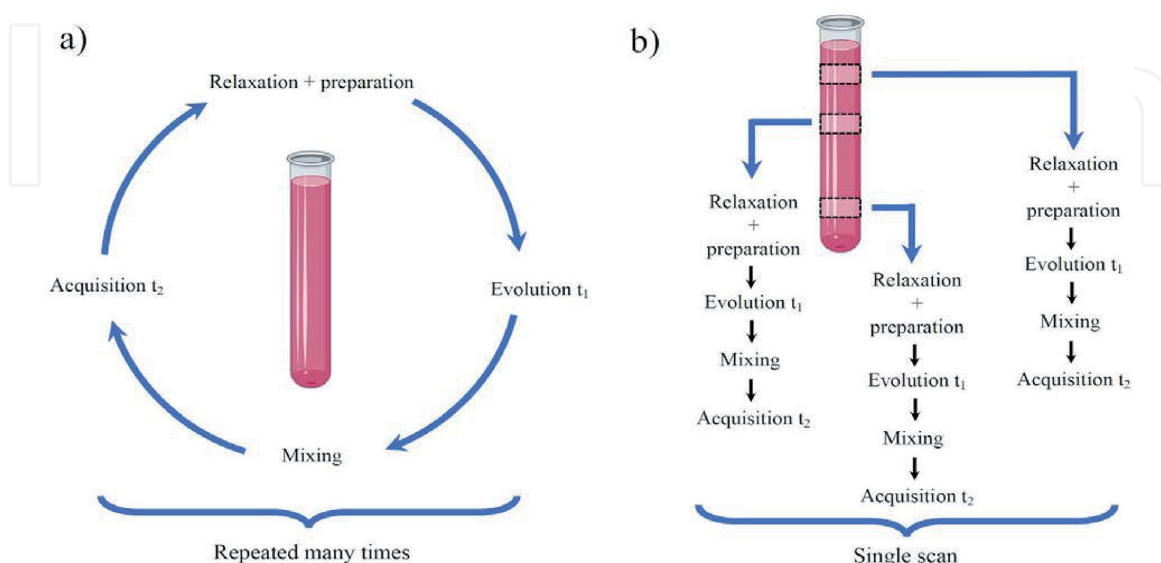 a)
Relaxation + preparation
Acquisition t₂
Evolution t₁
Mixing
Repeated many times
b)
Relaxation
+
preparation
Evolution t₁
Mixing
Acquisition t₂
Relaxation
+
preparation
Evolution t₁
Mixing
Acquisition t₂
Relaxation
+
preparation
Evolution t₁
Mixing
Acquisition t₂
Single scan